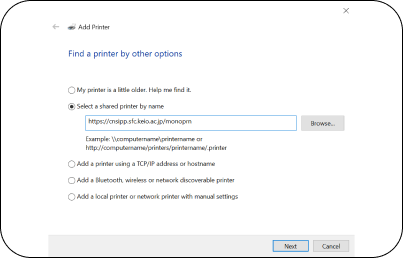 Add Printer
Find a printer by other options
My printer is a little older. Help me find it.
Select a shared printer by name
https://cnsipp.sfc.keio.ac.jp/monoprn
Browse...
Example: \\computername\printername or
http://computername/printers/printername/.printer
Add a printer using a TCP/IP address or hostname
Add a Bluetooth, wireless or network discoverable printer
Add a local printer or network printer with manual settings
Next
Cancel